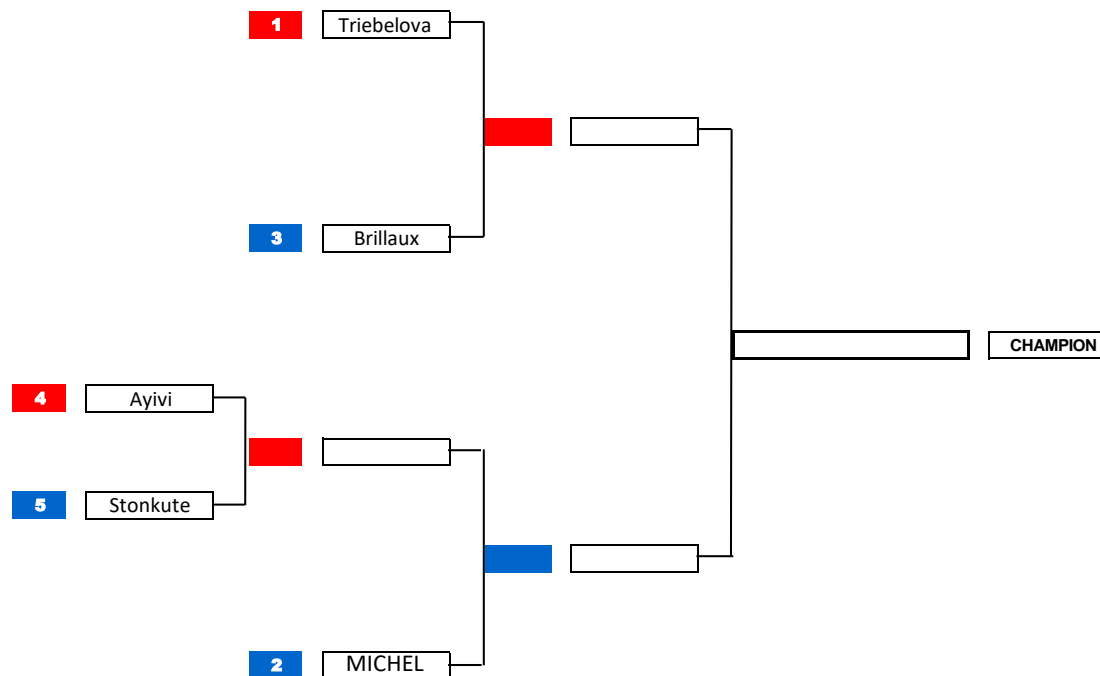 1 Triebelova
3 Brillaux
CHAMPION
4 Ayivi
5 Stonkute
2 MICHEL